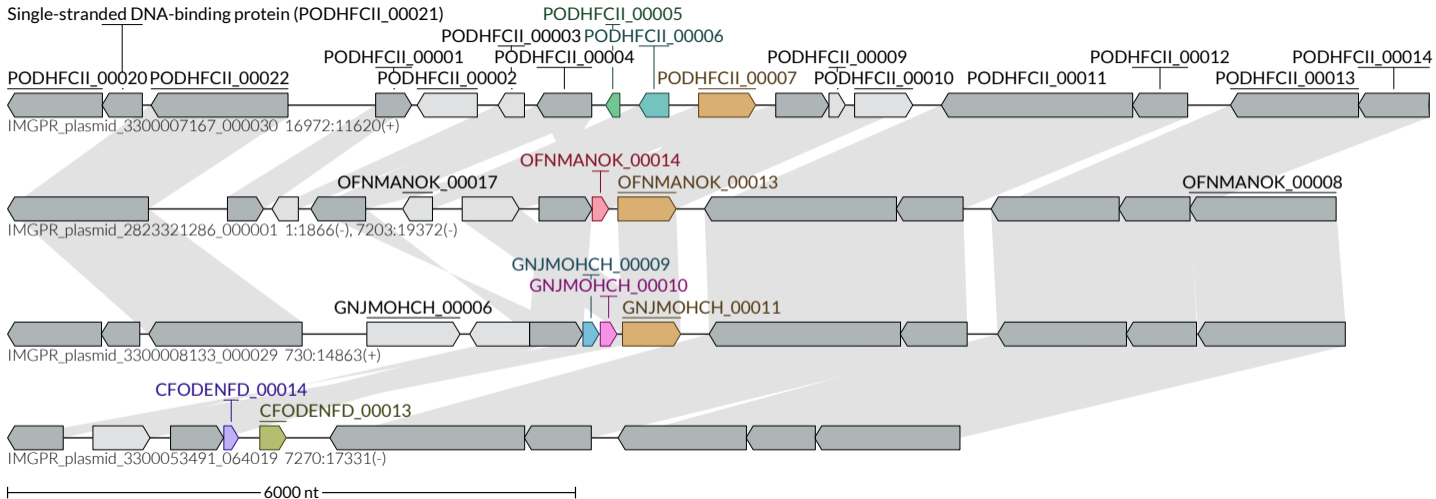 Single-stranded DNA-binding protein (PODHFCII_00021)
PODHFCII_00005
PODHFCII_00003 PODHFCII_00006
PODHFCII_00001 PODHFCII_00004 PODHFCII_00009 PODHFCII_00012 PODHFCII_00014
PODHFCII_00020 PODHFCII_00022 PODHFCII_00002 PODHFCII_00007 PODHFCII_00010 PODHFCII_00011 PODHFCII_00013
IMGPR_plasmid_3300007167_000030 16972:11620(+)
OFNMANOK_00014
OFNMANOK_00017 OFNMANOK_00013 OFNMANOK_00008
IMGPR_plasmid_2823321286_000001 1:1866(-), 7203:19372(-)
GNJMOHCH_00009
GNJMOHCH_00010
GNJMOHCH_00006 GNJMOHCH_00011
IMGPR_plasmid_3300008133_000029 730:14863(+)
CFODENFD_00014
CFODENFD_00013
IMGPR_plasmid_3300053491_064019 7270:17331(-)
6000 nt